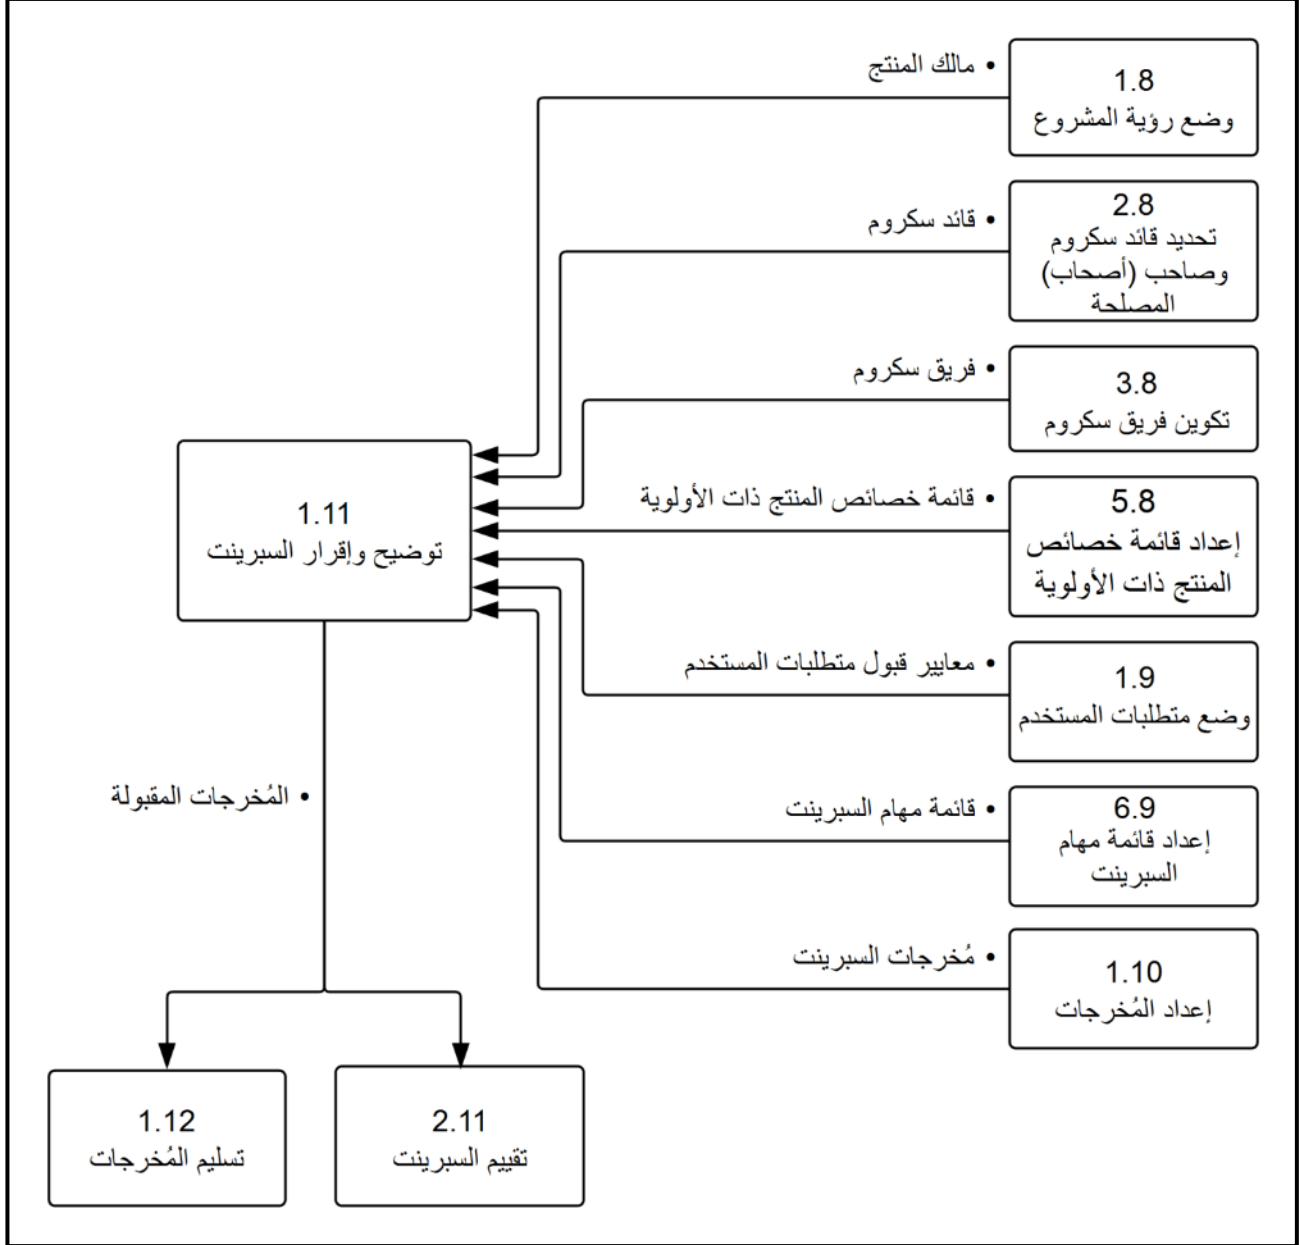 1.8
وضع رؤية المشروع
• مالك المنتج
2.8
تحديد قائد سكروم
وصاحب (أصحاب)
المصلحة
• قائد سكروم
3.8
تكوين فريق سكروم
• فريق سكروم
5.8
إعداد قائمة خصائص
المنتج ذات الأولوية
• قائمة خصائص المنتج ذات الأولوية
1.11
توضيح وإقرار السبرينت
1.9
وضع متطلبات المستخدم
• معايير قبول متطلبات المستخدم
6.9
إعداد قائمة مهام
السبرينت
• قائمة مهام السبرينت
• المُخرجات المقبولة
1.10
إعداد المُخرجات
• مُخرجات السبرينت
2.11
تقييم السبرينت
1.12
تسليم المُخرجات